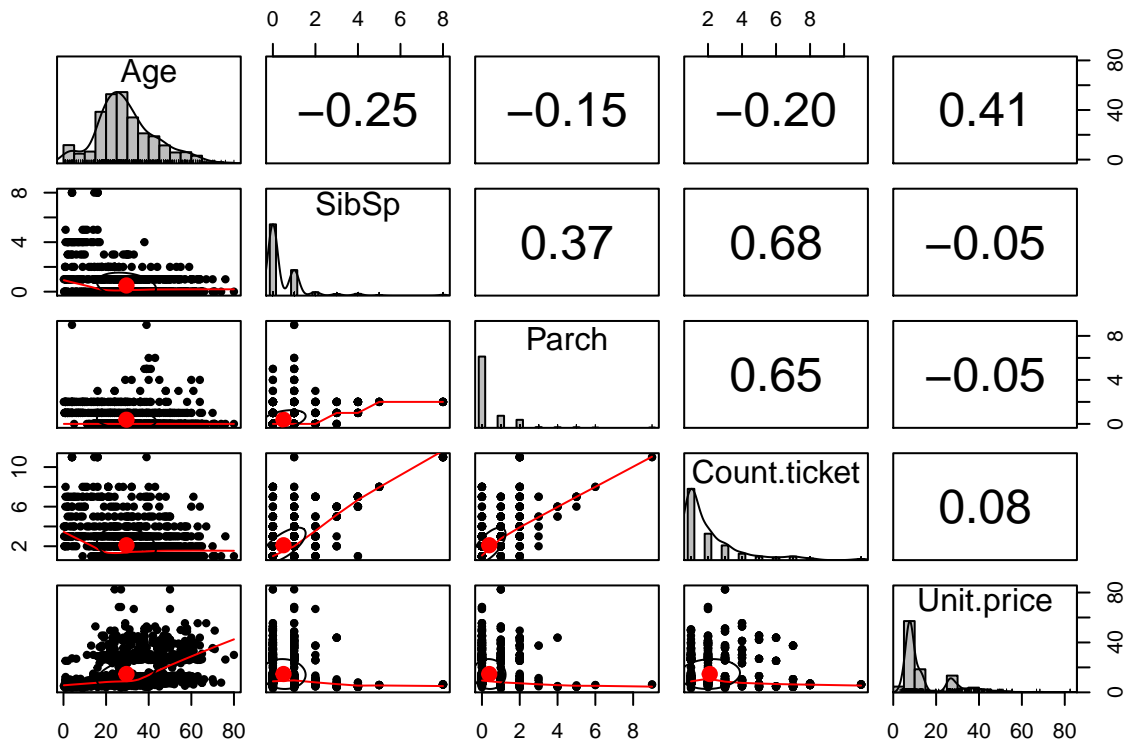 0 2 4 6 8
2 4 6 8
Age
−0.25
−0.15
−0.20
0.41
0 40 80
0 4 8
SibSp
0.37
0.68
−0.05
Parch
0.65
−0.05
0 4 8
2 6 10
Count.ticket
0.08
Unit.price
0 40 80
0 20 40 60 80
0 2 4 6 8
0 20 40 60 80